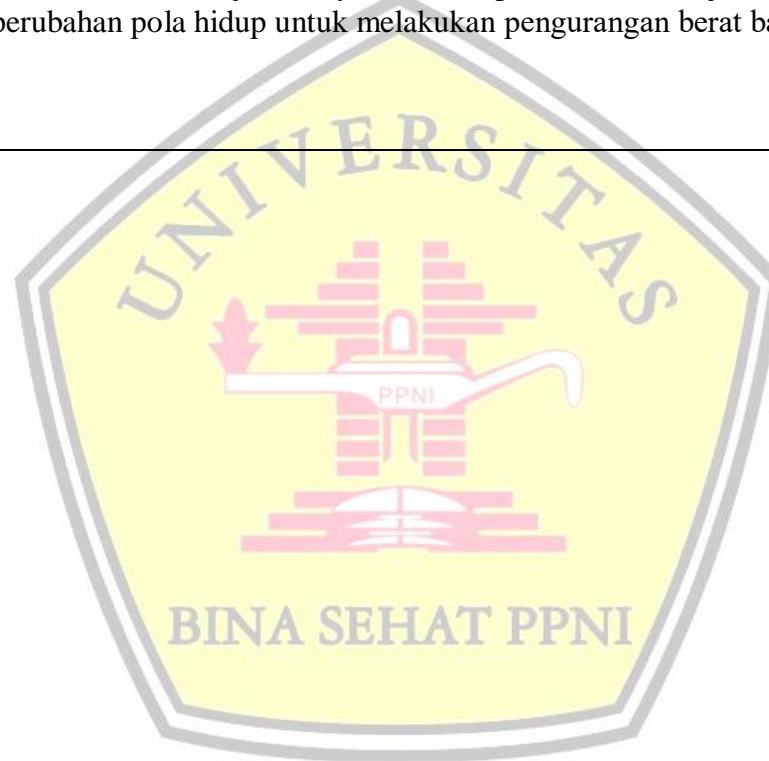 perubahan pola hidup untuk melakukan pengurangan berat
UNIVERSITAS
PPNI
BINA SEHAT PPNI